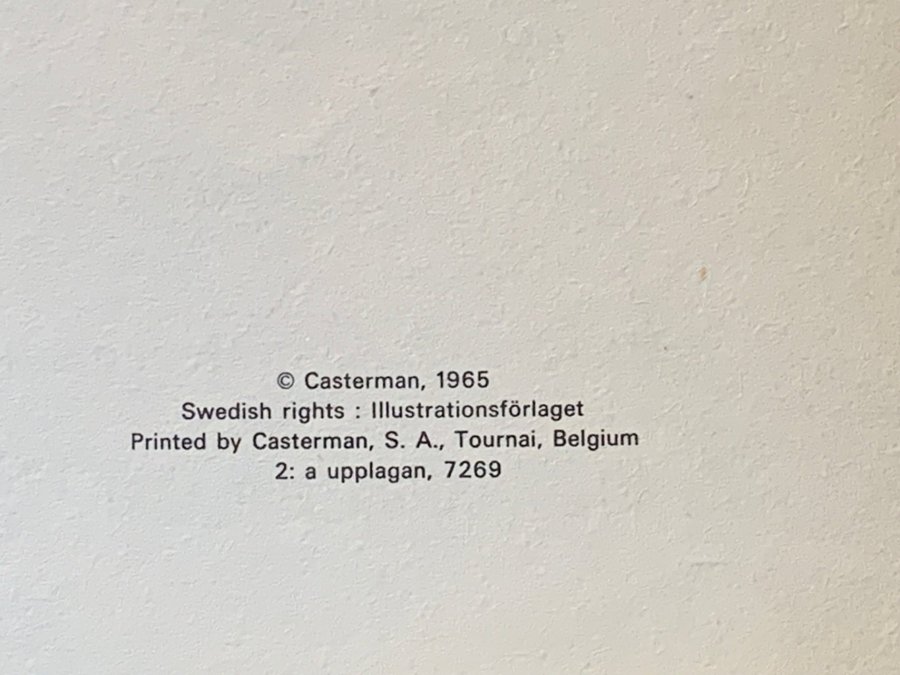 © Casterman, 1965
Swedish rights : Illustrationsförlaget
Printed by Casterman, S. A., Tournai, Belgium
2: a upplagan, 7269